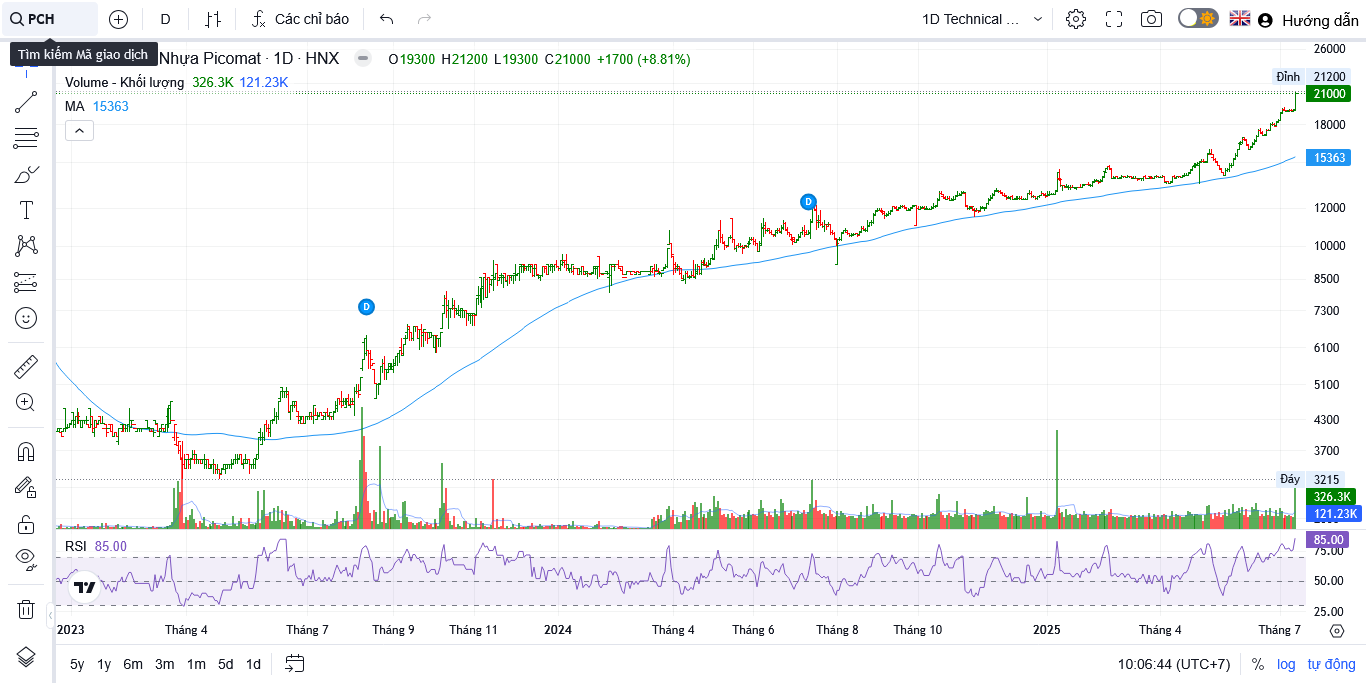 PCH
D
Các chỉ báo
1D Technical ...
Hướng dẫn
Tìm kiếm Mã giao dịch
Nhựa Picomat · 1D · HNX
O19300 H21200 L19300 C21000 +1700 (+8.81%)
Volume - Khối lượng 326.3K 121.23K
MA 15363
26000
Đỉnh 21200
21000
18000
15363
12000
10000
8500
7300
6100
5100
4300
3700
Đáy 3215
326.3K
121.23K
D
D
RSI 85.00
85.00
75.00
50.00
25.00
2023 Tháng 4 Tháng 7 Tháng 9 Tháng 11 2024 Tháng 4 Tháng 6 Tháng 8 Tháng 10 2025 Tháng 4 Tháng 7
5y 1y 6m 3m 1m 5d 1d
10:06:44 (UTC+7) % log tự động